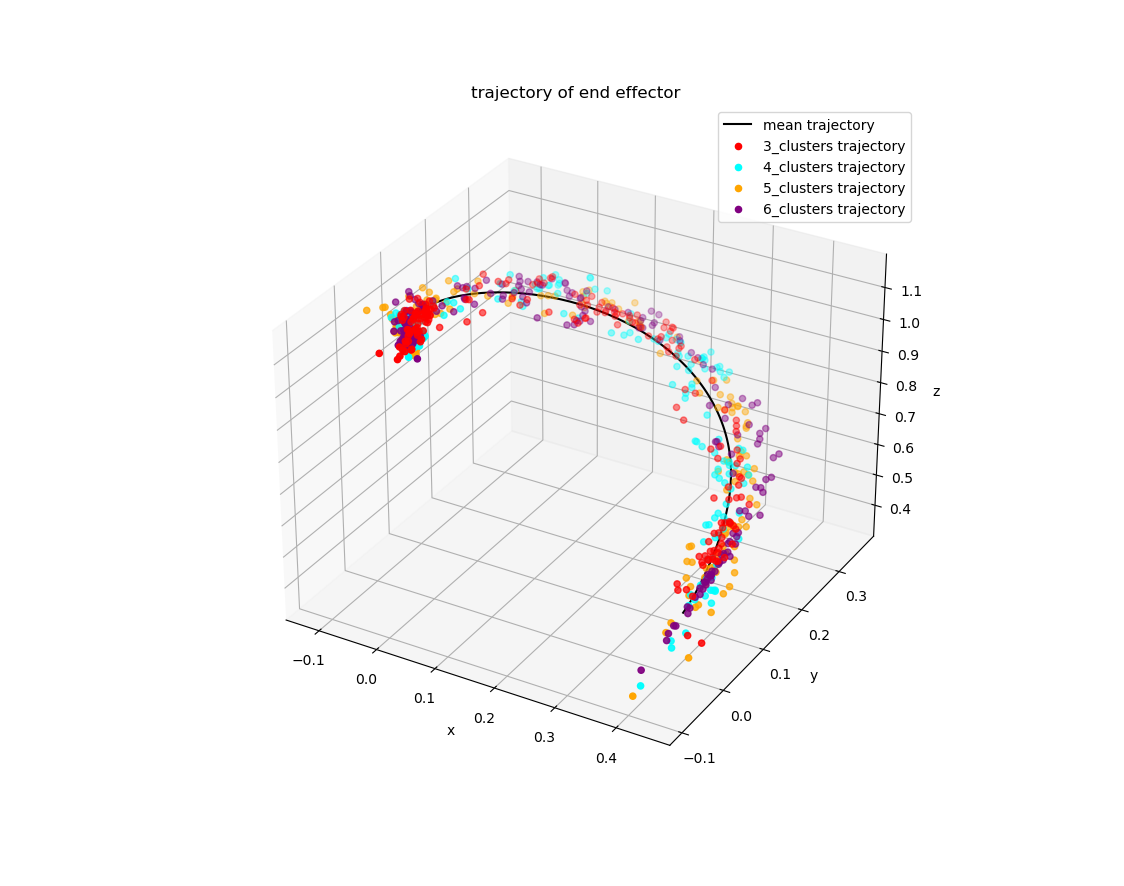 trajectory of end effector
mean trajectory
3_clusters trajectory
4_clusters trajectory
5_clusters trajectory
6_clusters trajectory
1.1
1.0
0.9
0.8
z
0.7
0.6
0.5
0.4
0.3
0.2
0.1
y
0.0
−0.1
−0.1
0.0
0.1
0.2
x
0.3
0.4